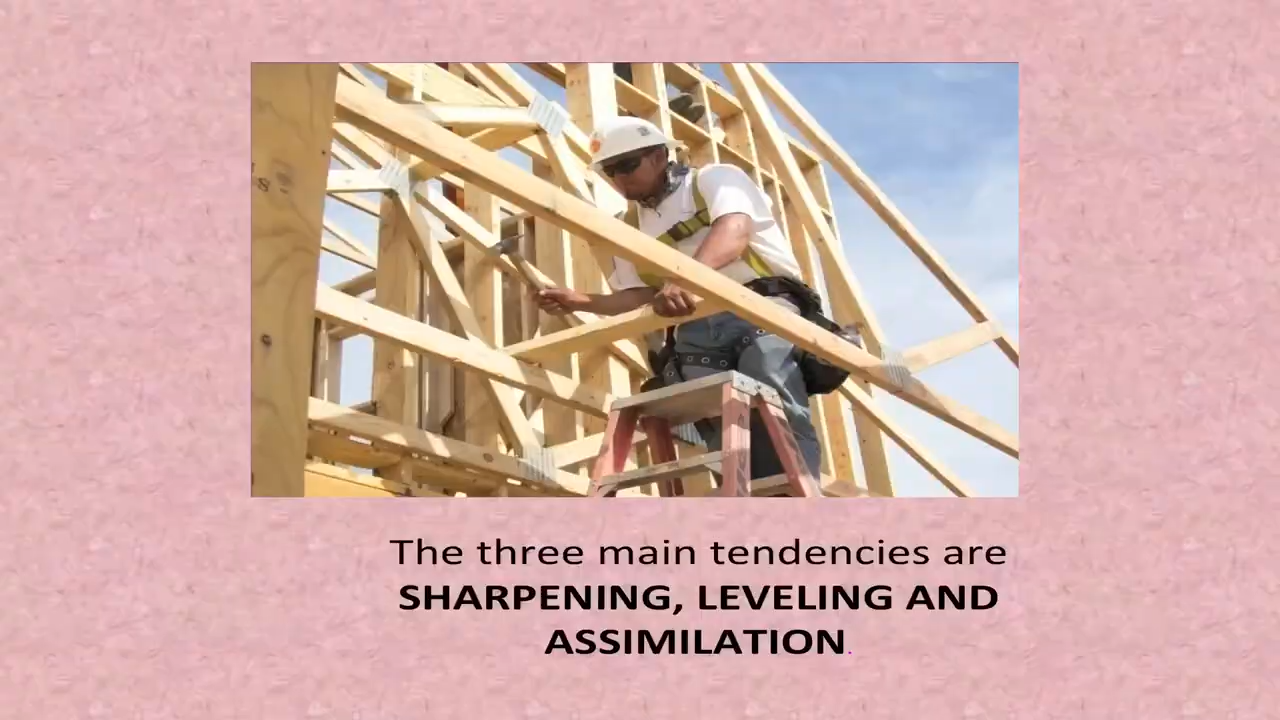 The three main tendencies are
SHARPENING, LEVELING AND
ASSIMILATION.